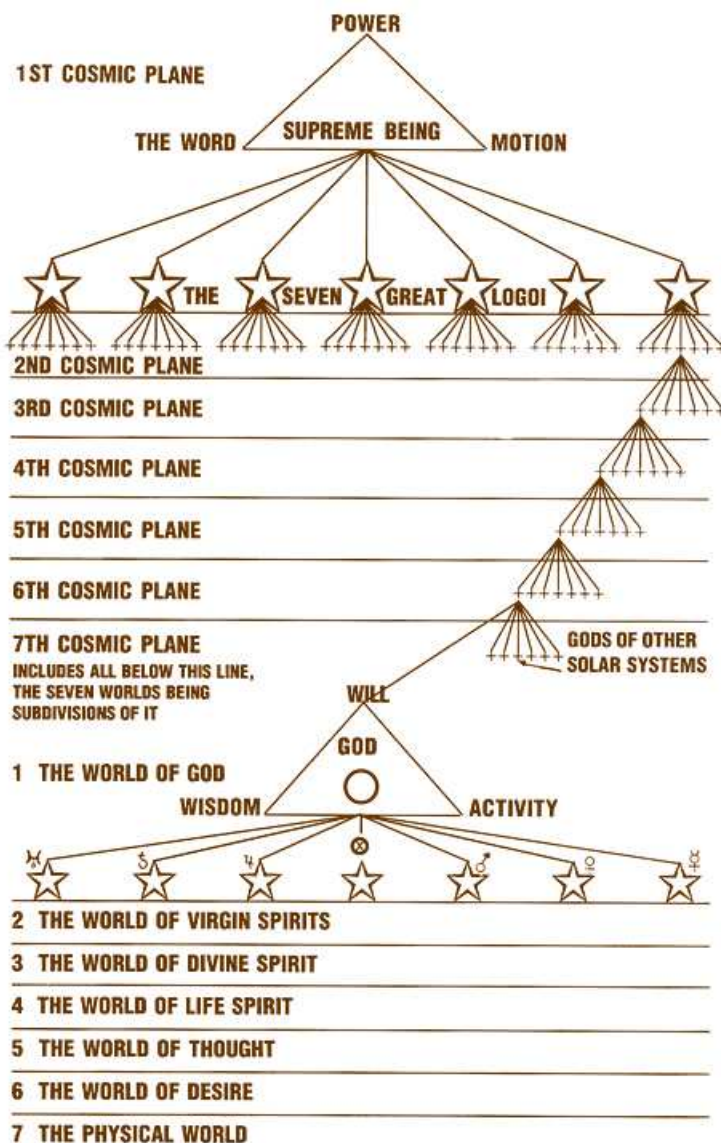 POWER
1ST COSMIC PLANE
SUPREME BEING
THE WORD
MOTION
THE SEVEN GREAT LOGOI
2ND COSMIC PLANE
3RD COSMIC PLANE
4TH COSMIC PLANE
5TH COSMIC PLANE
6TH COSMIC PLANE
7TH COSMIC PLANE
INCLUDES ALL BELOW THIS LINE,
THE SEVEN WORLDS BEING
SUBDIVISIONS OF IT
GODS OF OTHER
SOLAR SYSTEMS
WILL
GOD
1 THE WORLD OF GOD
WISDOM
ACTIVITY
♅ ♄ ♃ ⊗ ♂ ♀ ☿
2 THE WORLD OF VIRGIN SPIRITS
3 THE WORLD OF DIVINE SPIRIT
4 THE WORLD OF LIFE SPIRIT
5 THE WORLD OF THOUGHT
6 THE WORLD OF DESIRE
7 THE PHYSICAL WORLD